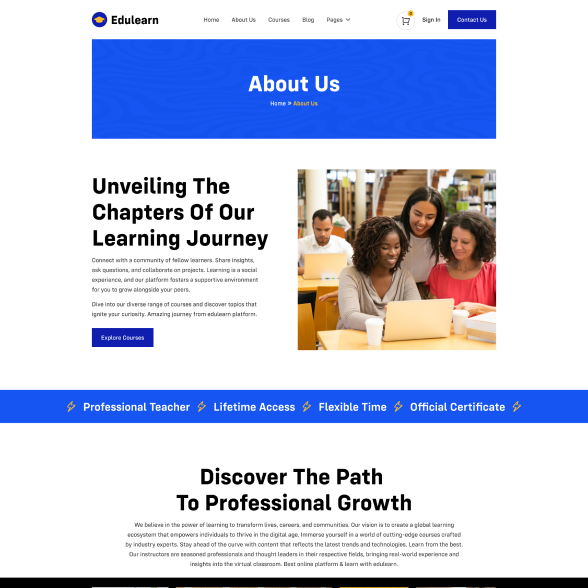 Edulearn
Home About Us Courses Blog Pages
Sign In
Contact Us
About Us
Home » About Us
Unveiling The
Chapters Of Our
Learning Journey
Connect with a community of fellow learners. Share insights,
ask questions, and collaborate on projects. Learning is a social
experience, and our platform fosters a supportive environment
for you to grow alongside your peers.
Dive into our diverse range of courses and discover topics that
ignite your curiosity. Amazing journey from edulearn platform.
Explore Courses
Professional Teacher Lifetime Access Flexible Time Official Certificate
Discover The Path
To Professional Growth
We believe in the power of learning to transform lives, careers, and communities. Our vision is to create a global learning
ecosystem that empowers individuals to thrive in the digital age. Immerse yourself in a world of cutting-edge courses crafted
by industry experts. Stay ahead of the curve with content that reflects the latest trends and technologies. Learn from the best.
Our instructors are seasoned professionals and thought leaders in their respective fields, bringing real-world experience and
insights into the virtual classroom. Best online platform & learn with edulearn.